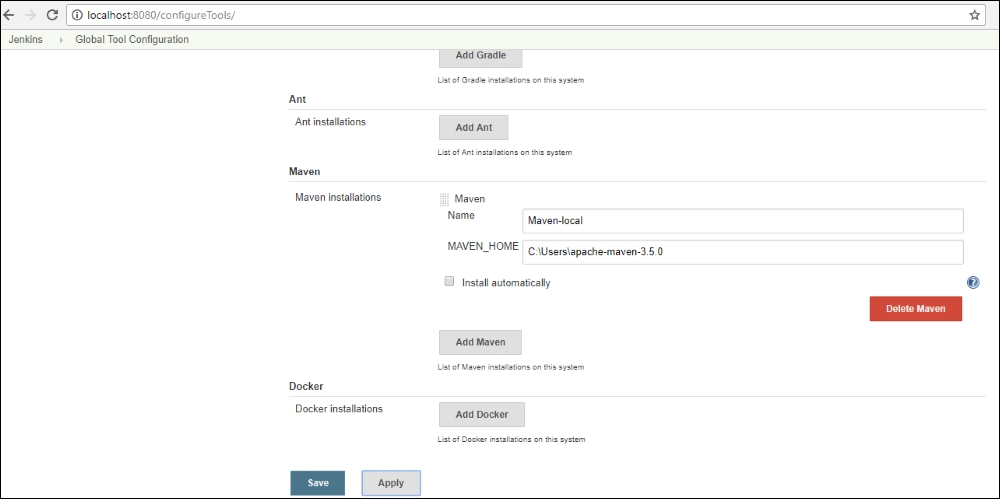 localhost:8080/configureTools/
Jenkins Global Tool Configuration
Add Gradle
List of Gradle installations on this system
Ant
Ant installations
Add Ant
List of Ant installations on this system
Maven
Maven installations
Maven
Name
Maven-local
MAVEN_HOME
C:\Users\apache-maven-3.5.0
Install automatically
Delete Maven
Add Maven
List of Maven installations on this system
Docker
Docker installations
Add Docker
List of Docker installations on this system
Save
Apply